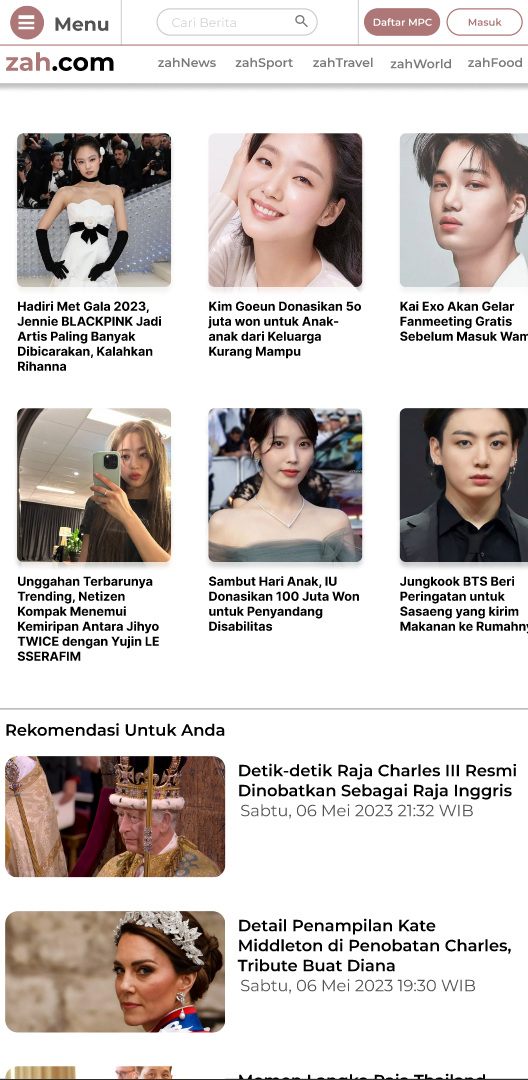 Menu
Cari Berita
Daftar MPC
Masuk
zah.com
zahNews
zahSport
zahTravel
zahWorld
zahFood
Hadiri Met Gala 2023,
Jennie BLACKPINK Jadi
Artis Paling Banyak
Dibicarakan, Kalahkan
Rihanna
Kim Goeun Donasikan 5o
juta won untuk Anak-
anak dari Keluarga
Kurang Mampu
Kai Exo Akan Gelar
Fanmeeting Gratis
Sebelum Masuk Wam
Unggahan Terbarunya
Trending, Netizen
Kompak Menemui
Kemiripan Antara Jihyo
TWICE dengan Yujin LE
SSERAFIM
Sambut Hari Anak, IU
Donasikan 100 Juta Won
untuk Penyandang
Disabilitas
Jungkook BTS Beri
Peringatan untuk
Sasaeng yang kirim
Makanan ke Rumahny
Rekomendasi Untuk Anda
Detik-detik Raja Charles III Resmi
Dinobatkan Sebagai Raja Inggris
Sabtu, 06 Mei 2023 21:32 WIB
Detail Penampilan Kate
Middleton di Penobatan Charles,
Tribute Buat Diana
Sabtu, 06 Mei 2023 19:30 WIB
Momen Langka Raja Thailand